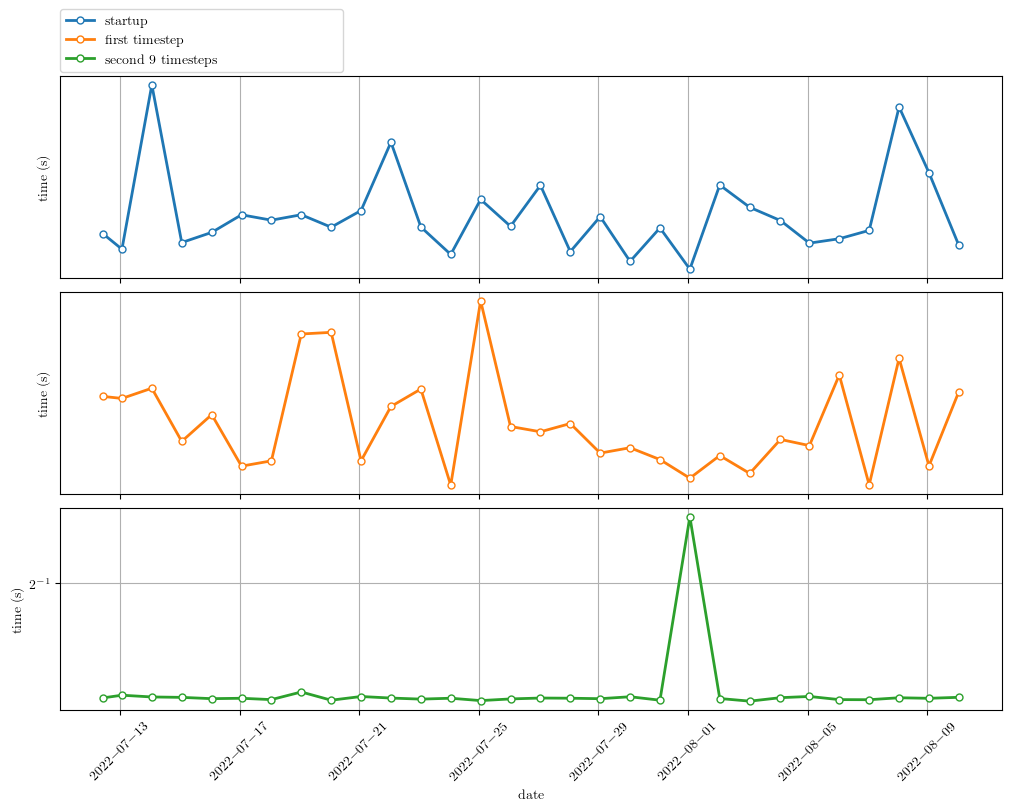 startup
first timestep
second 9 timesteps
time (s)
time (s)
2⁻¹
time (s)
2022−07−13
2022−07−17
2022−07−21
2022−07−25
2022−07−29
2022−08−01
2022−08−05
2022−08−09
date